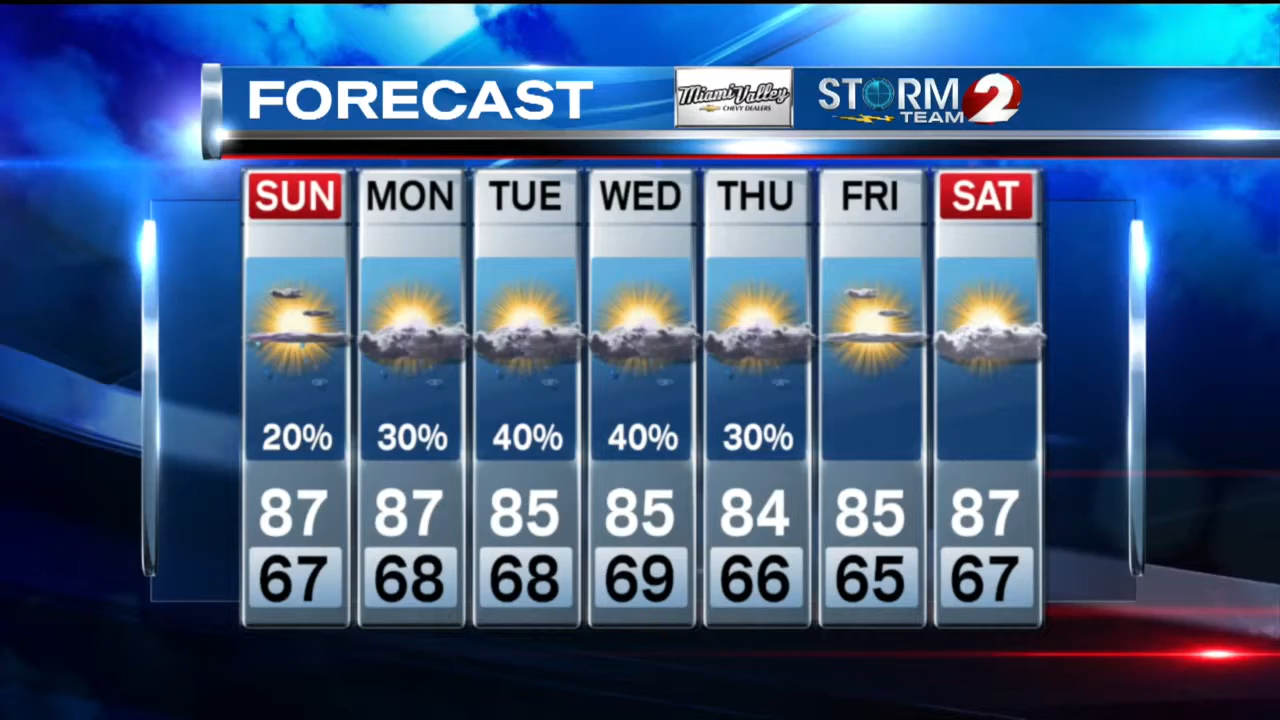 FORECAST
Miami Valley
CHEVY DEALERS
STORM
TEAM
2
SUN MON TUE WED THU FRI SAT
20% 30% 40% 40% 30%
87 87 85 85 84 85 87
67 68 68 69 66 65 67